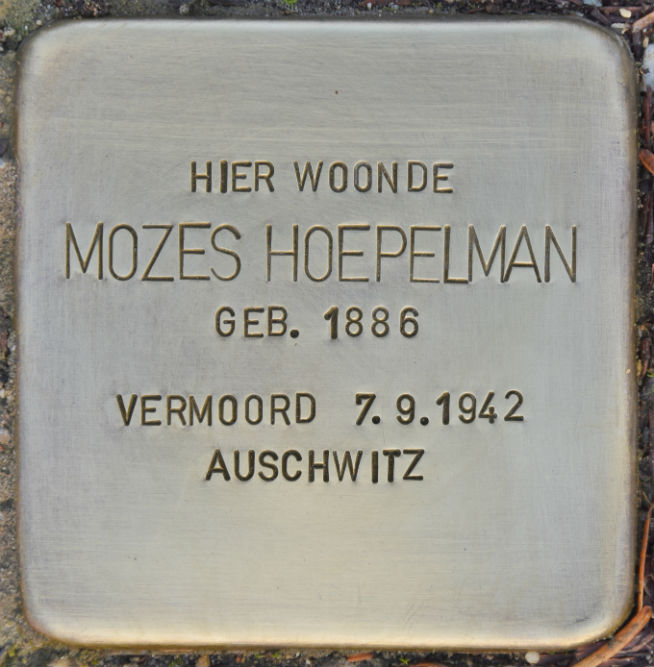 HIER WOONDE
MOZES HOEPELMAN
GEB. 1886
VERMOORD 7.9.1942
AUSCHWITZ